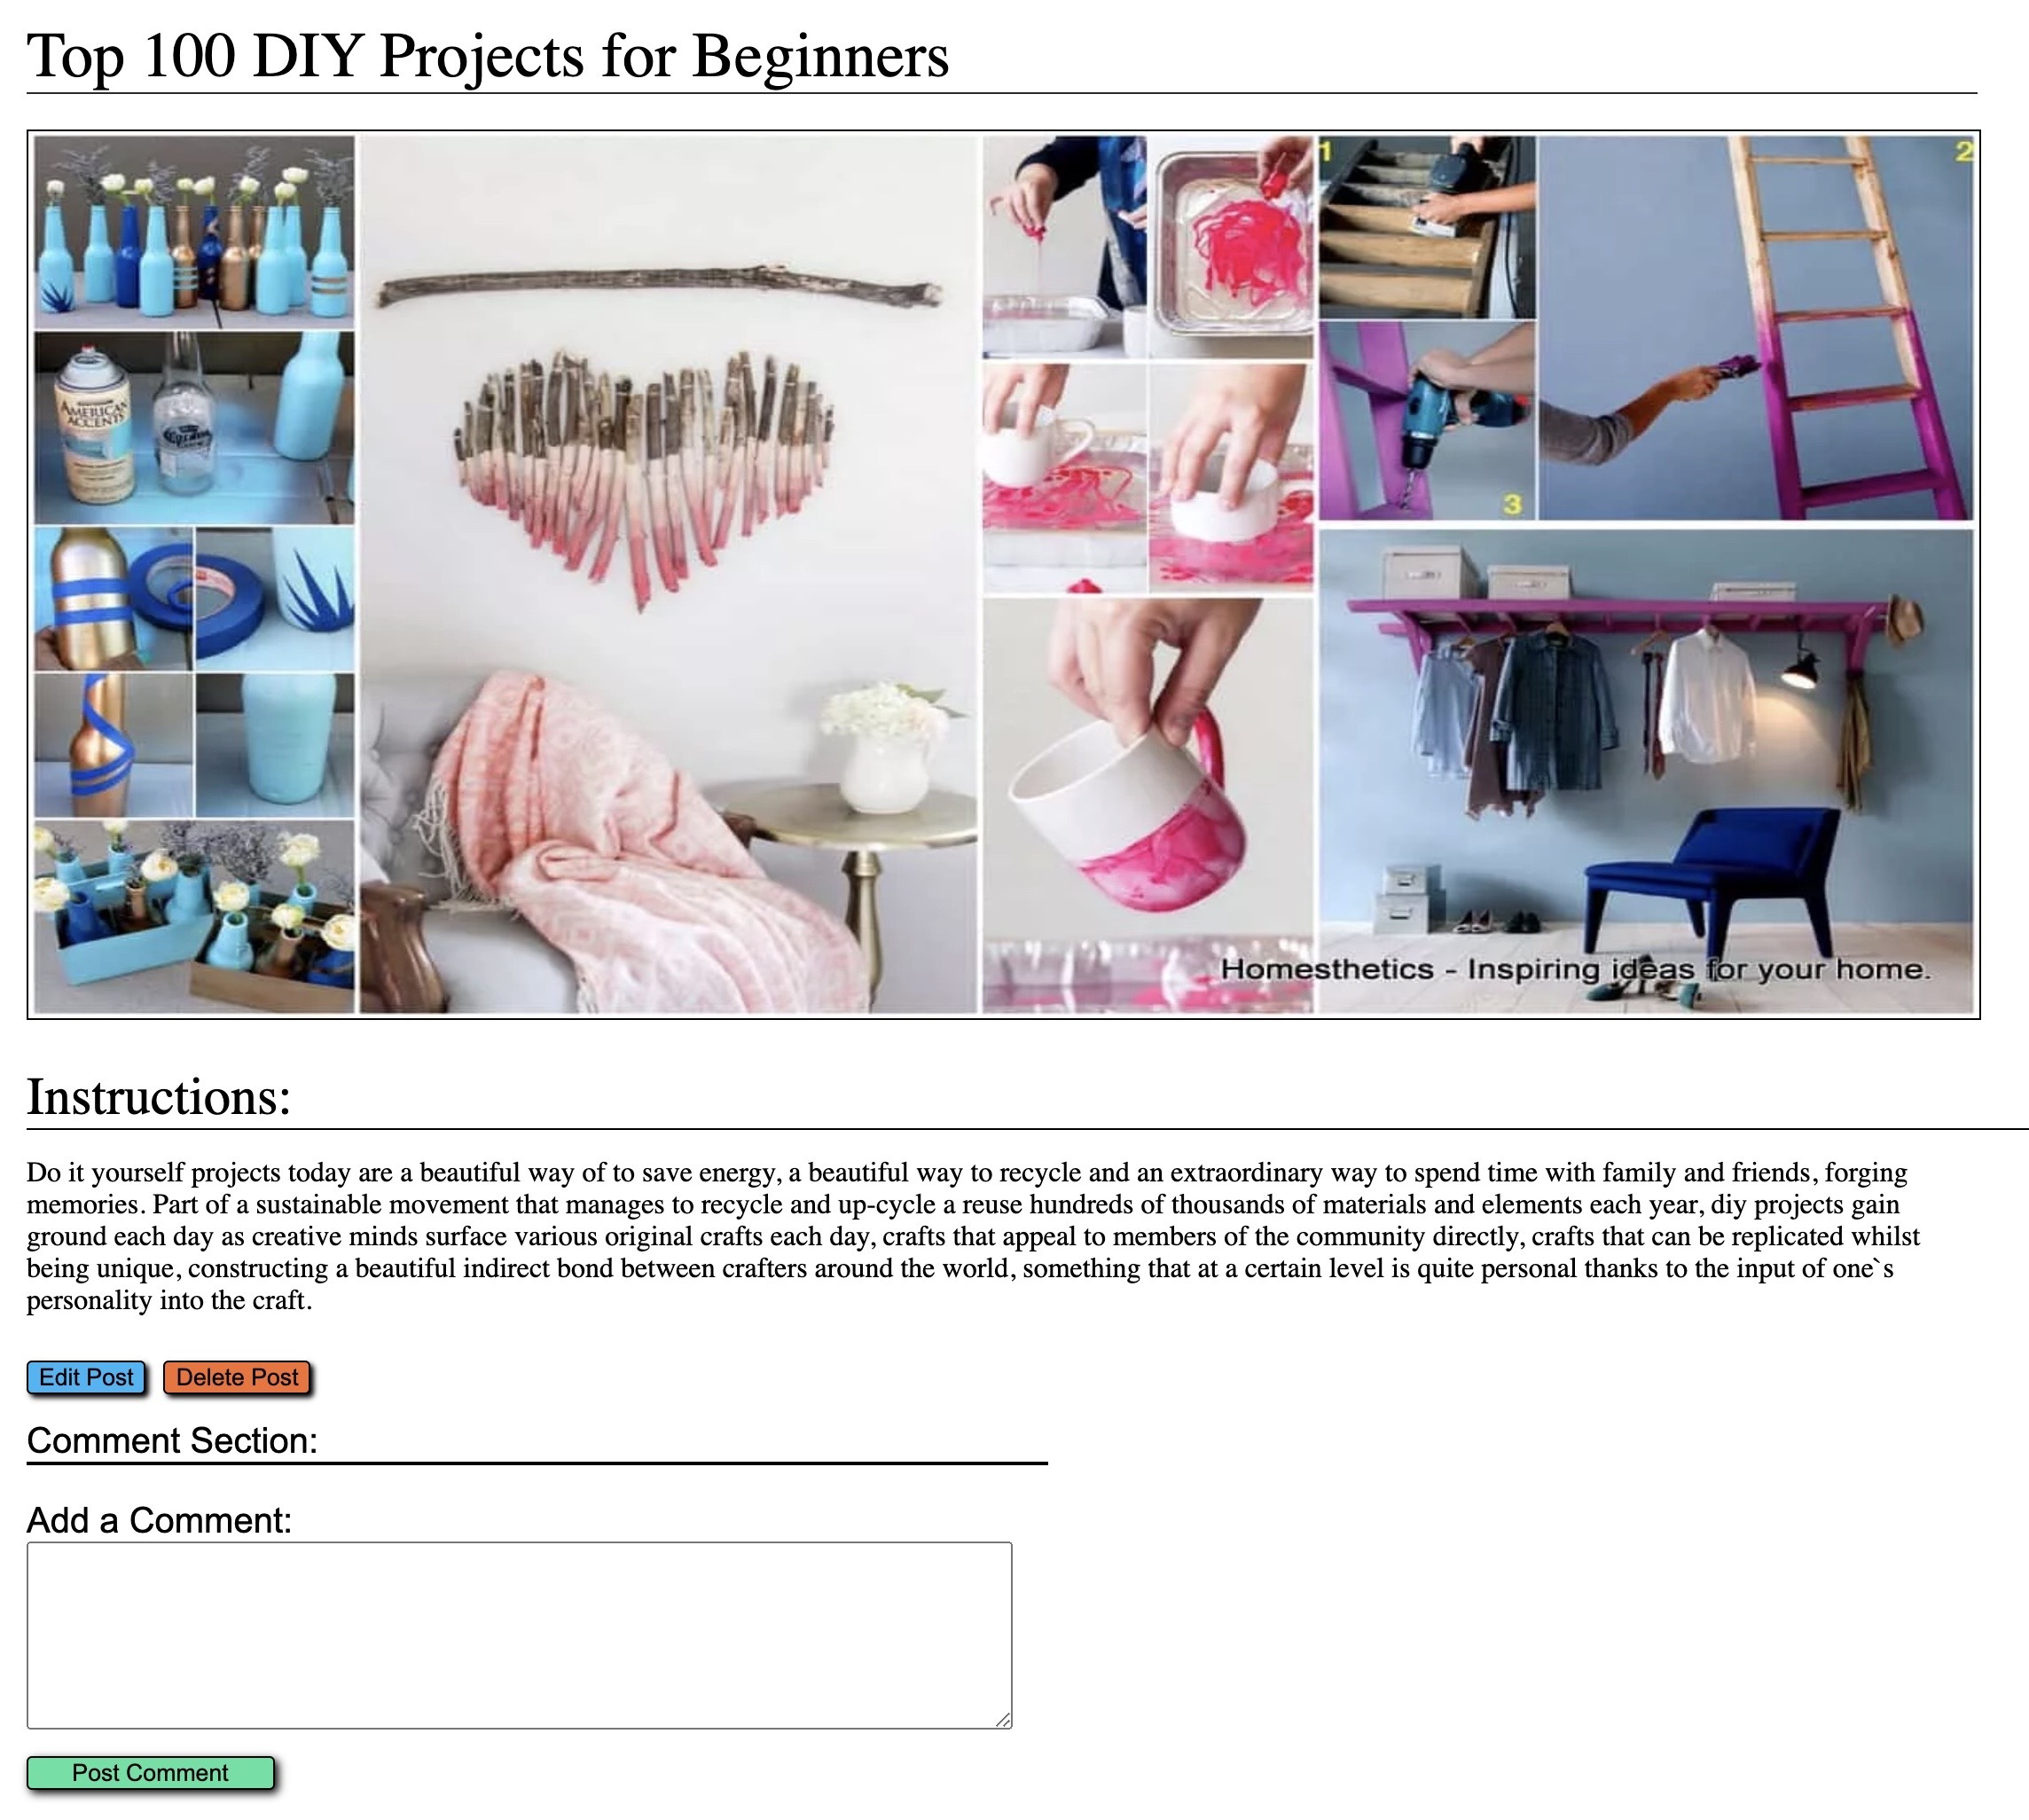 Top 100 DIY Projects for Beginners
1
2
AMERICAN
ACCENTS
3
Homesthetics - Inspiring ideas for your home.
Instructions:
Do it yourself projects today are a beautiful way of to save energy, a beautiful way to recycle and an extraordinary way to spend time with family and friends, forging
memories. Part of a sustainable movement that manages to recycle and up-cycle a reuse hundreds of thousands of materials and elements each year, diy projects gain
ground each day as creative minds surface various original crafts each day, crafts that appeal to members of the community directly, crafts that can be replicated whilst
being unique, constructing a beautiful indirect bond between crafters around the world, something that at a certain level is quite personal thanks to the input of one`s
personality into the craft.
Edit Post Delete Post
Comment Section:
Add a Comment:
Post Comment